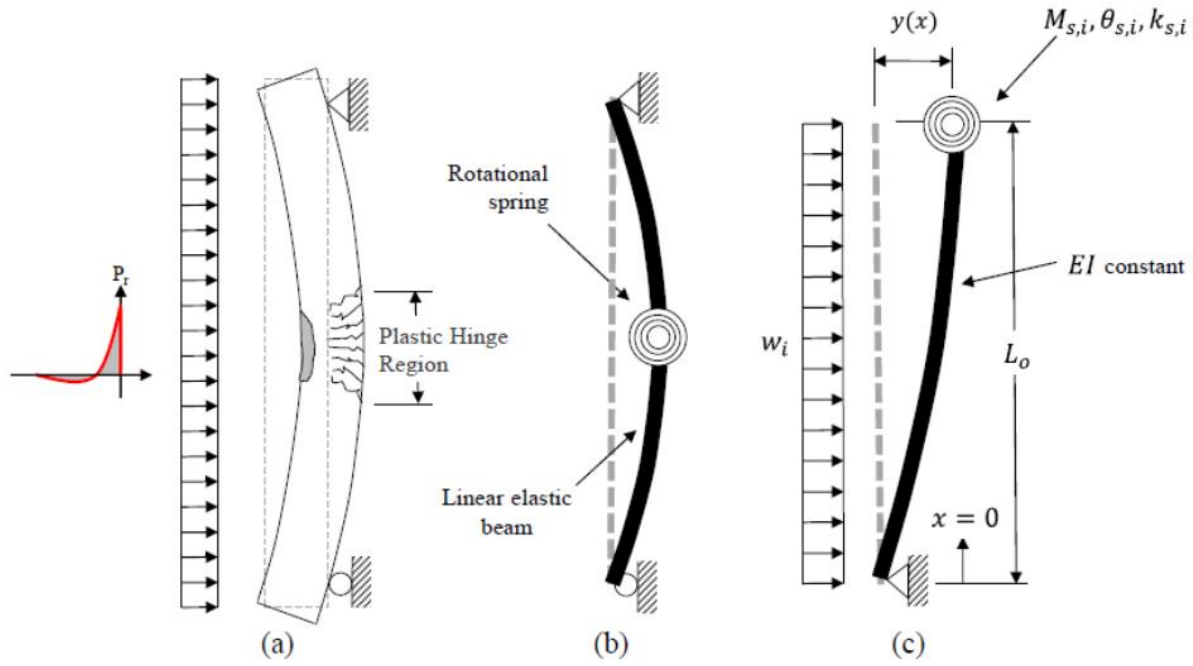 P_r
Plastic Hinge
Region
(a)
Rotational
spring
Linear elastic
beam
(b)
y(x)
M_{s,i}, θ_{s,i}, k_{s,i}
w_i
EI constant
L_o
x = 0
(c)